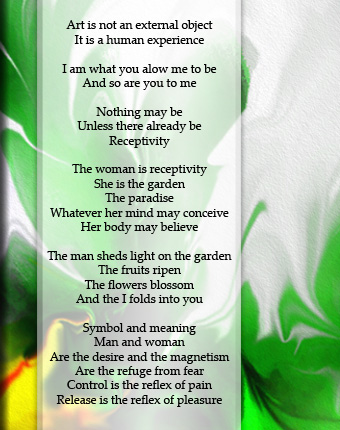 Art is not an external object
It is a human experience
I am what you alow me to be
And so are you to me
Nothing may be
Unless there already be
Receptivity
The woman is receptivity
She is the garden
The paradise
Whatever her mind may conceive
Her body may believe
The man sheds light on the garden
The fruits ripen
The flowers blossom
And the I folds into you
Symbol and meaning
Man and woman
Are the desire and the magnetism
Are the refuge from fear
Control is the reflex of pain
Release is the reflex of pleasure